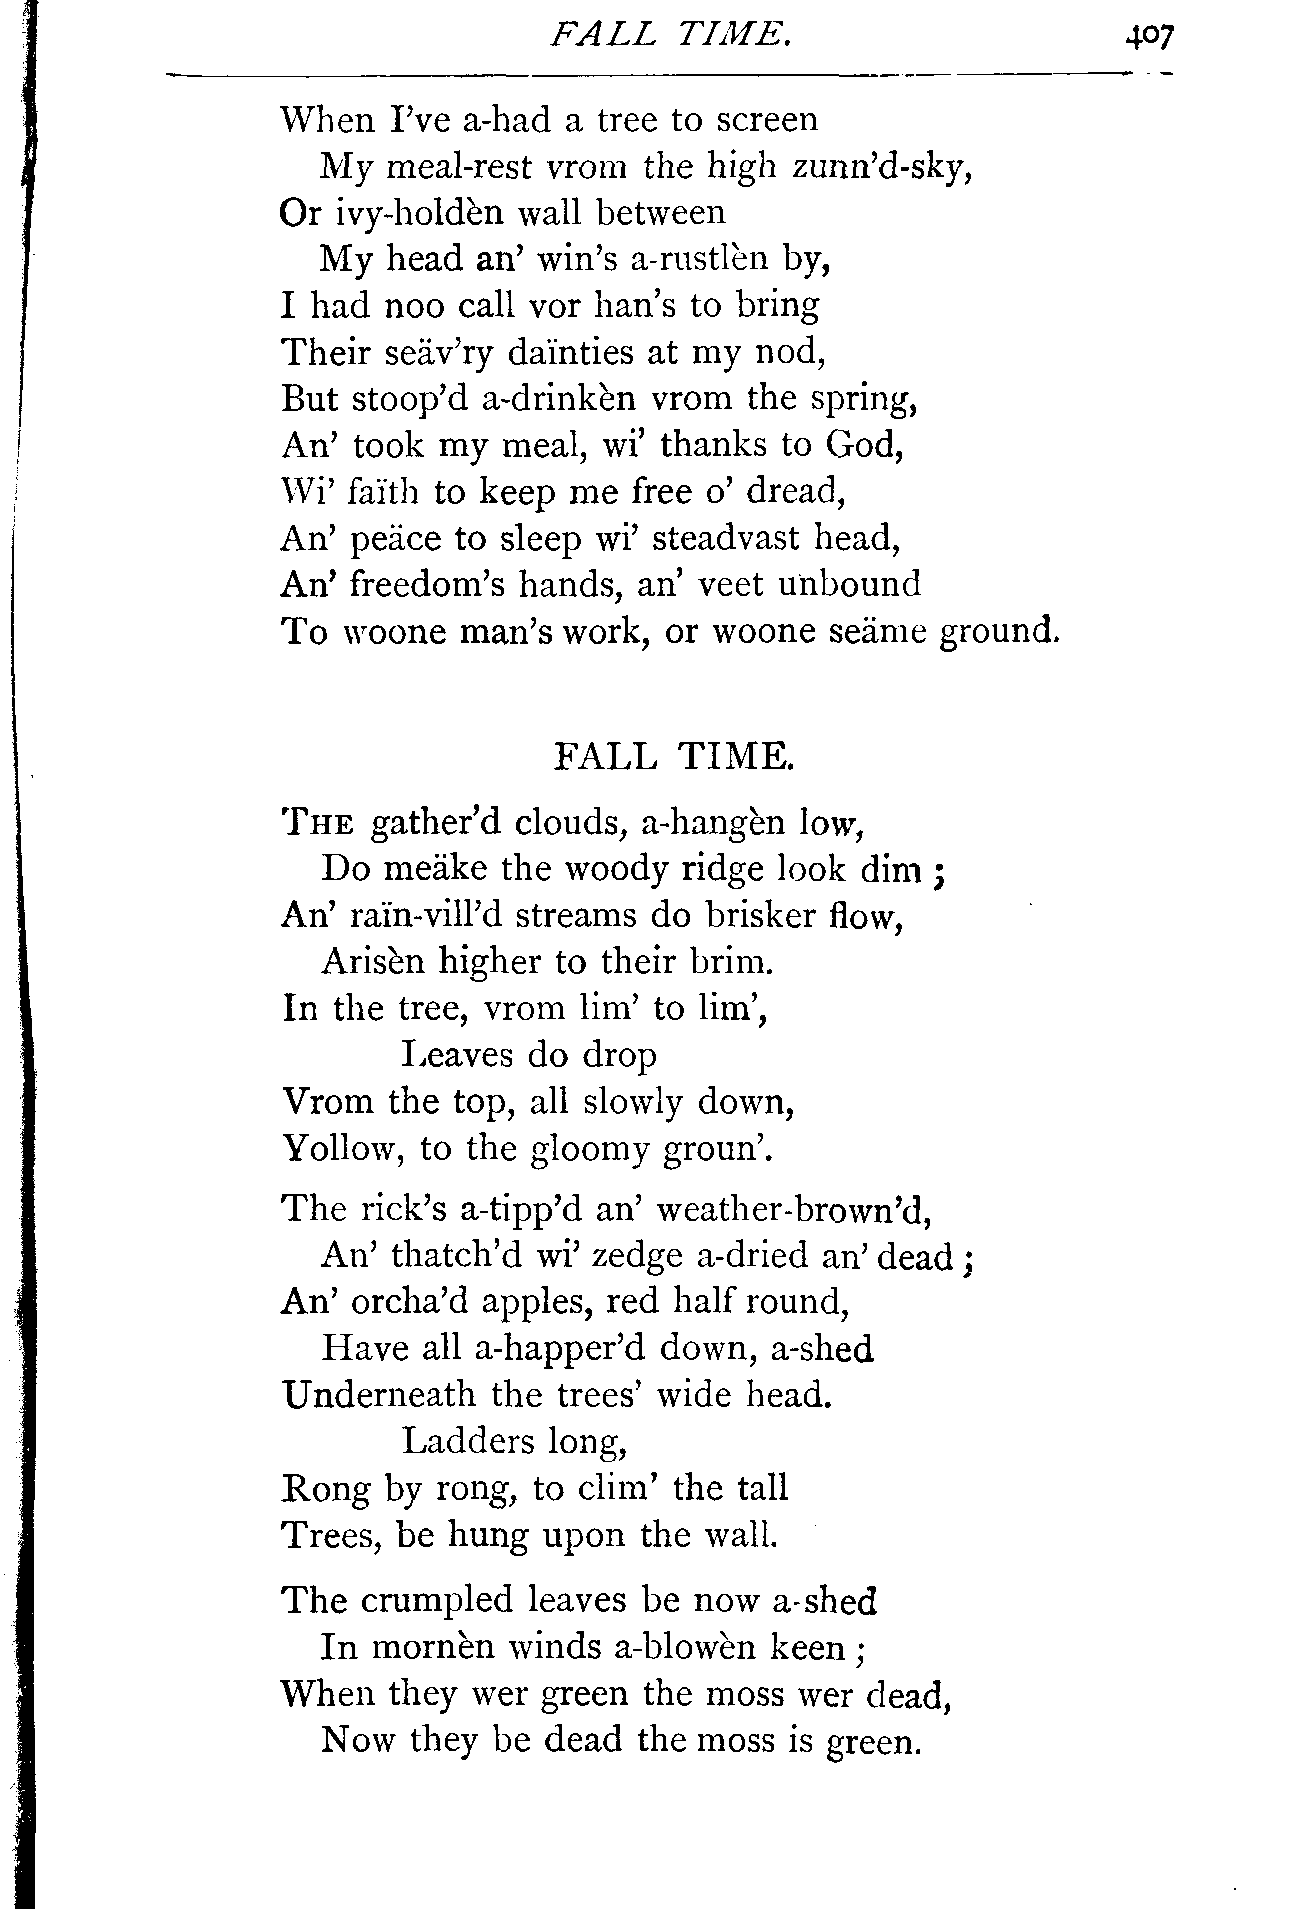 FALL TIME. 407
When I've a-had a tree to screen
My meal-rest vrom the high zunn'd-sky,
Or ivy-holdèn wall between
My head an' win's a-rustlèn by,
I had noo call vor han's to bring
Their seäv'ry daïnties at my nod,
But stoop'd a-drinkèn vrom the spring,
An' took my meal, wi' thanks to God,
Wi' faïth to keep me free o' dread,
An' peäce to sleep wi' steadvast head,
An' freedom's hands, an' veet unbound
To woone man's work, or woone seäme ground.
FALL TIME.
THE gather'd clouds, a-hangèn low,
Do meäke the woody ridge look dim ;
An' raïn-vill'd streams do brisker flow,
Arisèn higher to their brim.
In the tree, vrom lim' to lim',
Leaves do drop
Vrom the top, all slowly down,
Yollow, to the gloomy groun'.
The rick's a-tipp'd an' weather-brown'd,
An' thatch'd wi' zedge a-dried an' dead ;
An' orcha'd apples, red half round,
Have all a-happer'd down, a-shed
Underneath the trees' wide head.
Ladders long,
Rong by rong, to clim' the tall
Trees, be hung upon the wall.
The crumpled leaves be now a-shed
In mornèn winds a-blowèn keen ;
When they wer green the moss wer dead,
Now they be dead the moss is green.